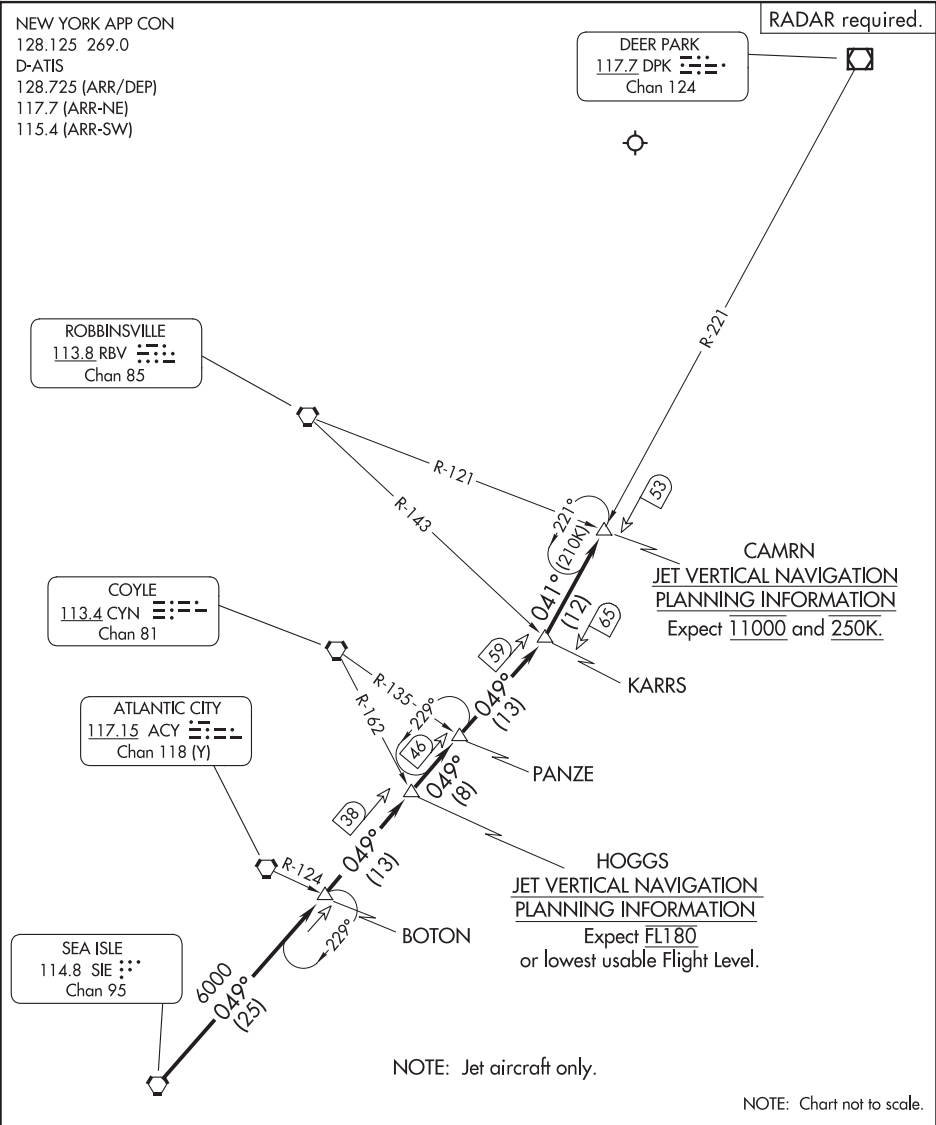 NEW YORK APP CON
128.125 269.0
D-ATIS
128.725 (ARR/DEP)
117.7 (ARR-NE)
115.4 (ARR-SW)
RADAR required.
DEER PARK
117.7 DPK
Chan 124
R-221
ROBBINSVILLE
113.8 RBV
Chan 85
R-121
R-143
53
221°
(210K)
CAMRN
JET VERTICAL NAVIGATION
PLANNING INFORMATION
Expect 11000 and 250K.
041°
(12)
65
59
KARRS
COYLE
113.4 CYN
Chan 81
R-135
R-162
229°
049°
(13)
46
PANZE
049°
(8)
ATLANTIC CITY
117.15 ACY
Chan 118 (Y)
38
049°
(13)
R-124
HOGGS
JET VERTICAL NAVIGATION
PLANNING INFORMATION
Expect FL180
or lowest usable Flight Level.
BOTON
229°
SEA ISLE
114.8 SIE
Chan 95
6000
049°
(25)
NOTE: Jet aircraft only.
NOTE: Chart not to scale.